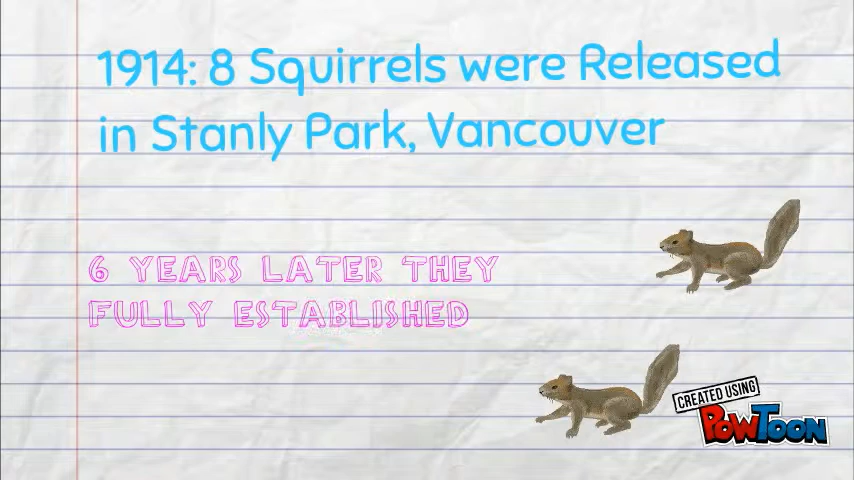 1914: 8 Squirrels were Released
in Stanly Park, Vancouver
6 YEARS LATER THEY
FULLY ESTABLISHED
CREATED USING
POWTOON